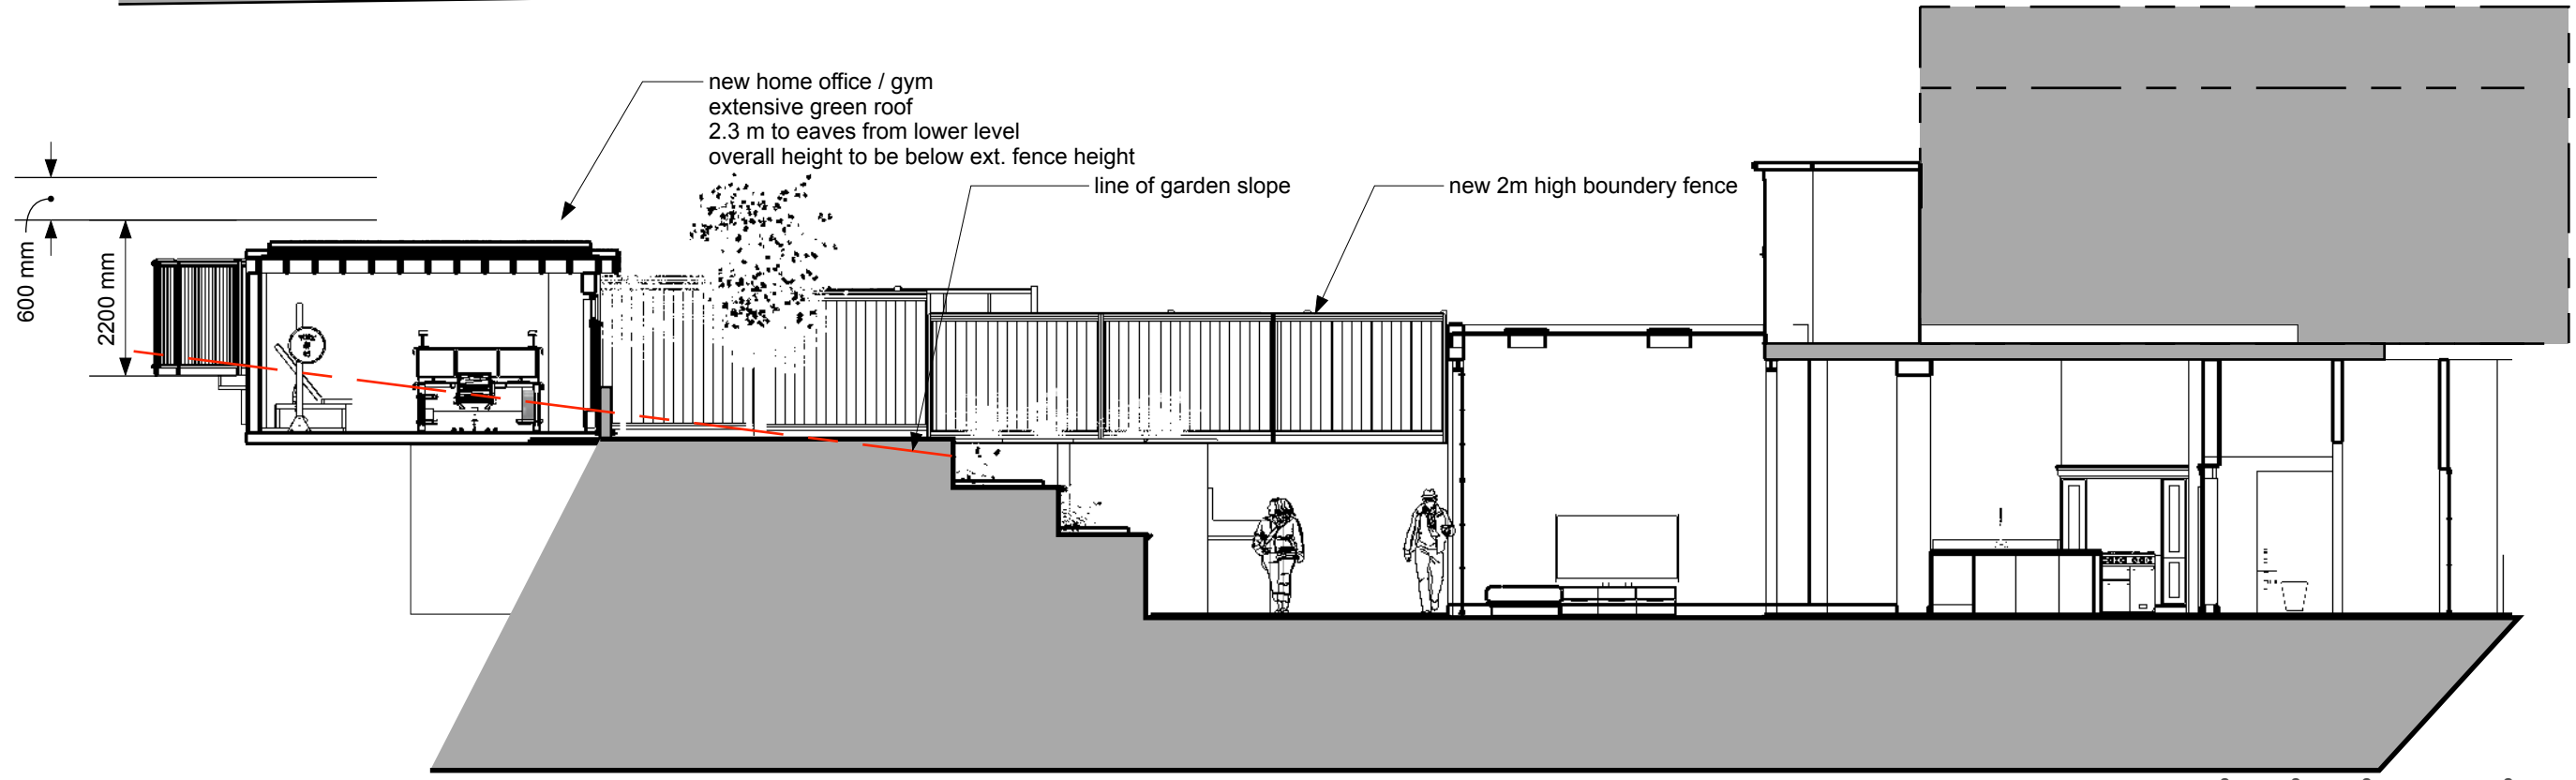 new home office / gym
extensive green roof
2.3 m to eaves from lower level
overall height to be below ext. fence height
line of garden slope
new 2m high boundery fence
600 mm
2200 mm